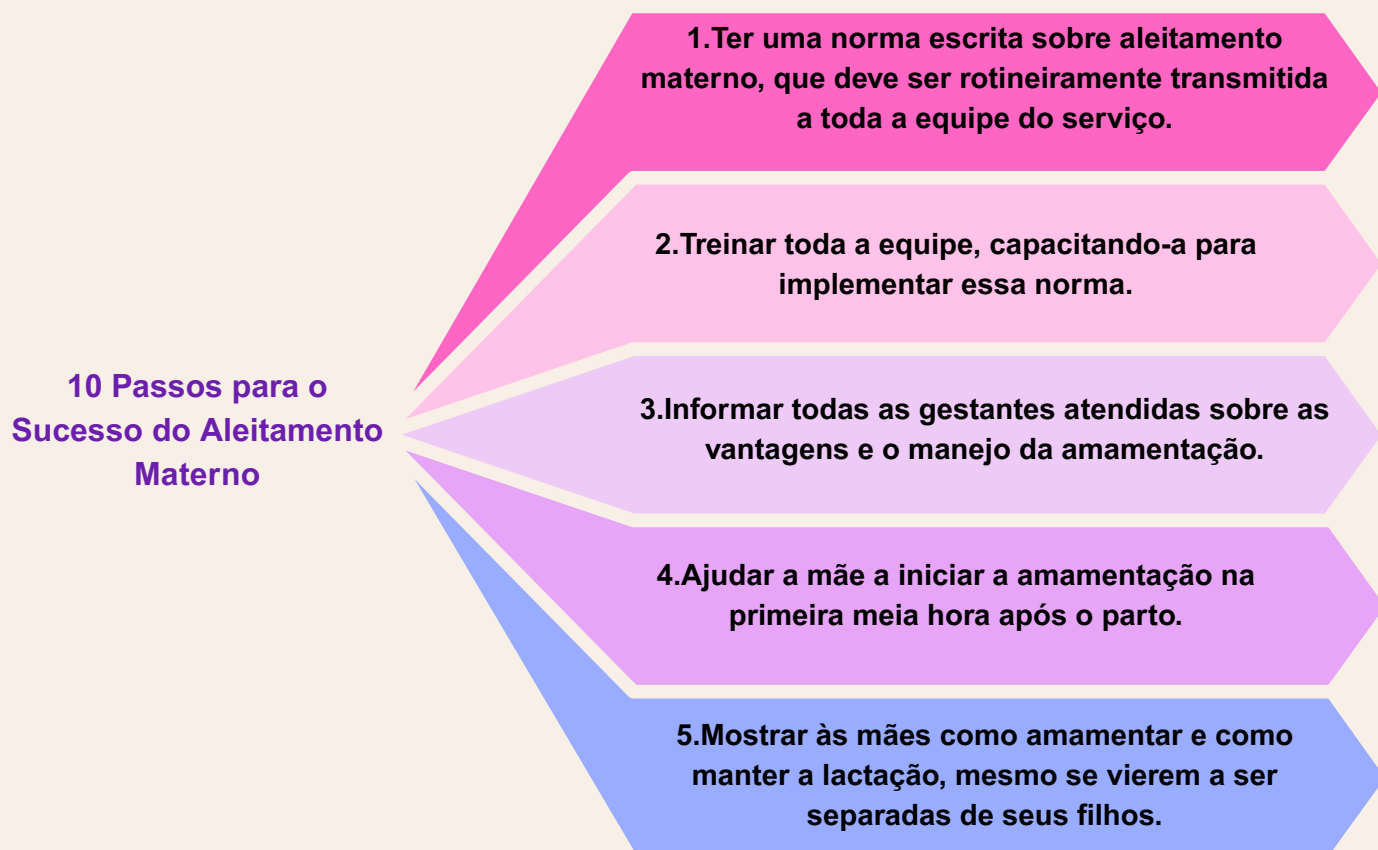 10 Passos para o
Sucesso do Aleitamento
Materno
1.Ter uma norma escrita sobre aleitamento
materno, que deve ser rotineiramente transmitida
a toda a equipe do serviço.
2.Treinar toda a equipe, capacitando-a para
implementar essa norma.
3.Informar todas as gestantes atendidas sobre as
vantagens e o manejo da amamentação.
4.Ajudar a mãe a iniciar a amamentação na
primeira meia hora após o parto.
5.Mostrar às mães como amamentar e como
manter a lactação, mesmo se vierem a ser
separadas de seus filhos.